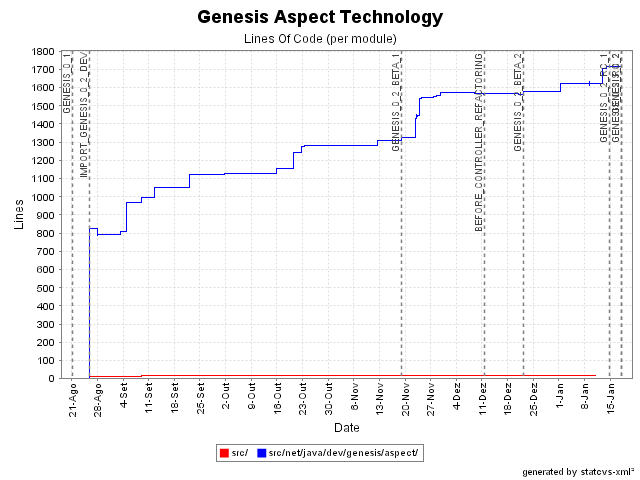 Genesis Aspect Technology
Lines Of Code (per module)
Lines
1800
1700
1600
1500
1400
1300
1200
1100
1000
900
800
700
600
500
400
300
200
100
0
GENESIS_0_1
IMPORT_GENESIS_0_2_DEV
GENESIS_0_2_BETA_1
BEFORE_CONTROLLER_REFACTORING
GENESIS_0_2_BETA_2
GENESIS_0_2_RC_1
GENESIS_0_2
21-Ago
28-Ago
4-Set
11-Set
18-Set
25-Set
2-Out
9-Out
16-Out
23-Out
30-Out
6-Nov
13-Nov
20-Nov
27-Nov
4-Dez
11-Dez
18-Dez
25-Dez
1-Jan
8-Jan
15-Jan
Date
src/ src/net/java/dev/genesis/aspect/
generated by statcvs-xml²